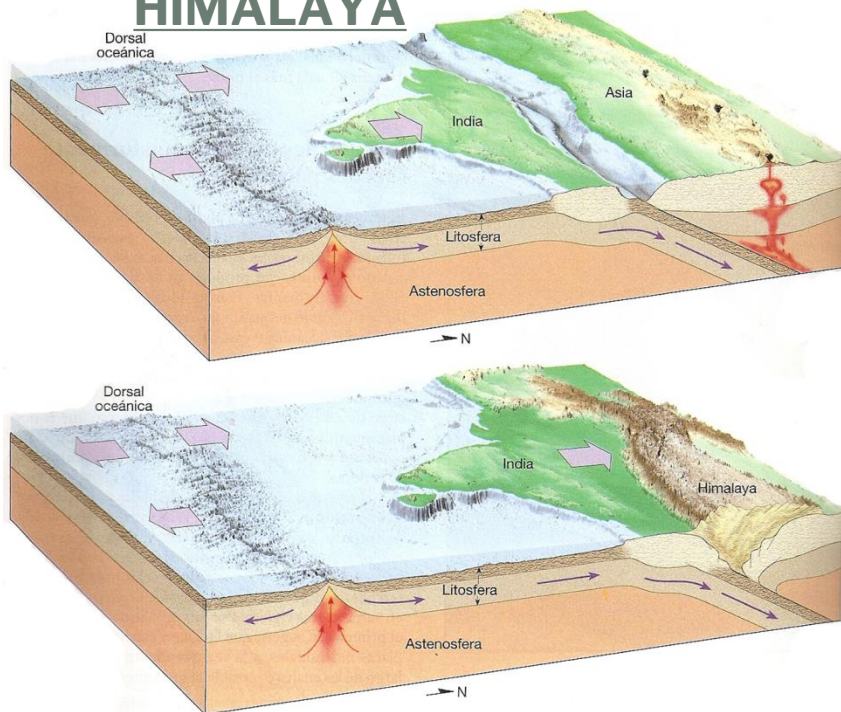 HIMALAYA
Dorsal
oceánica
India
Asia
Litosfera
Astenosfera
N
Dorsal
oceánica
India
Himalaya
Litosfera
Astenosfera
N